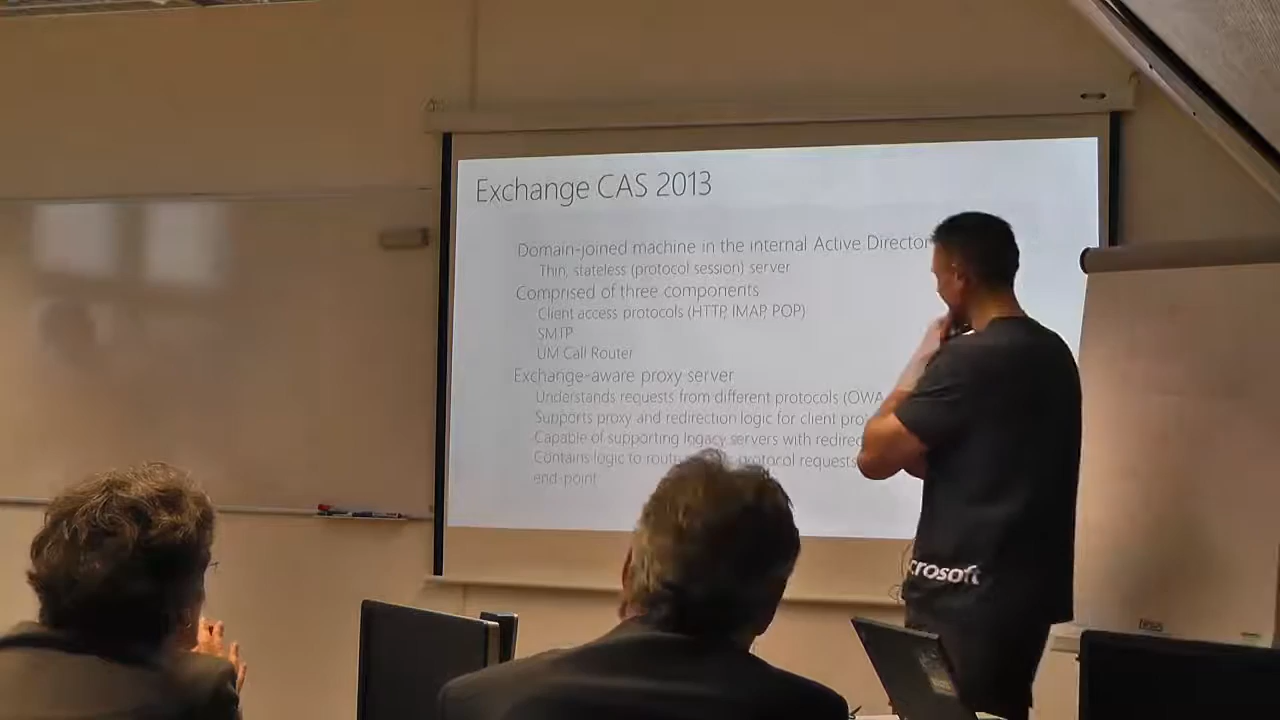 Exchange CAS 2013
Domain-joined machine in the internal Active Director
Thin, stateless (protocol session) server
Comprised of three components
Client access protocols (HTTP, IMAP, POP)
SMTP
UM Call Router
Exchange-aware proxy server
Understands requests from different protocols (OWA
Supports proxy and redirection logic for client pro
Capable of supporting legacy servers with redirec
Contains logic to route protocol requests
end-point
crosoft